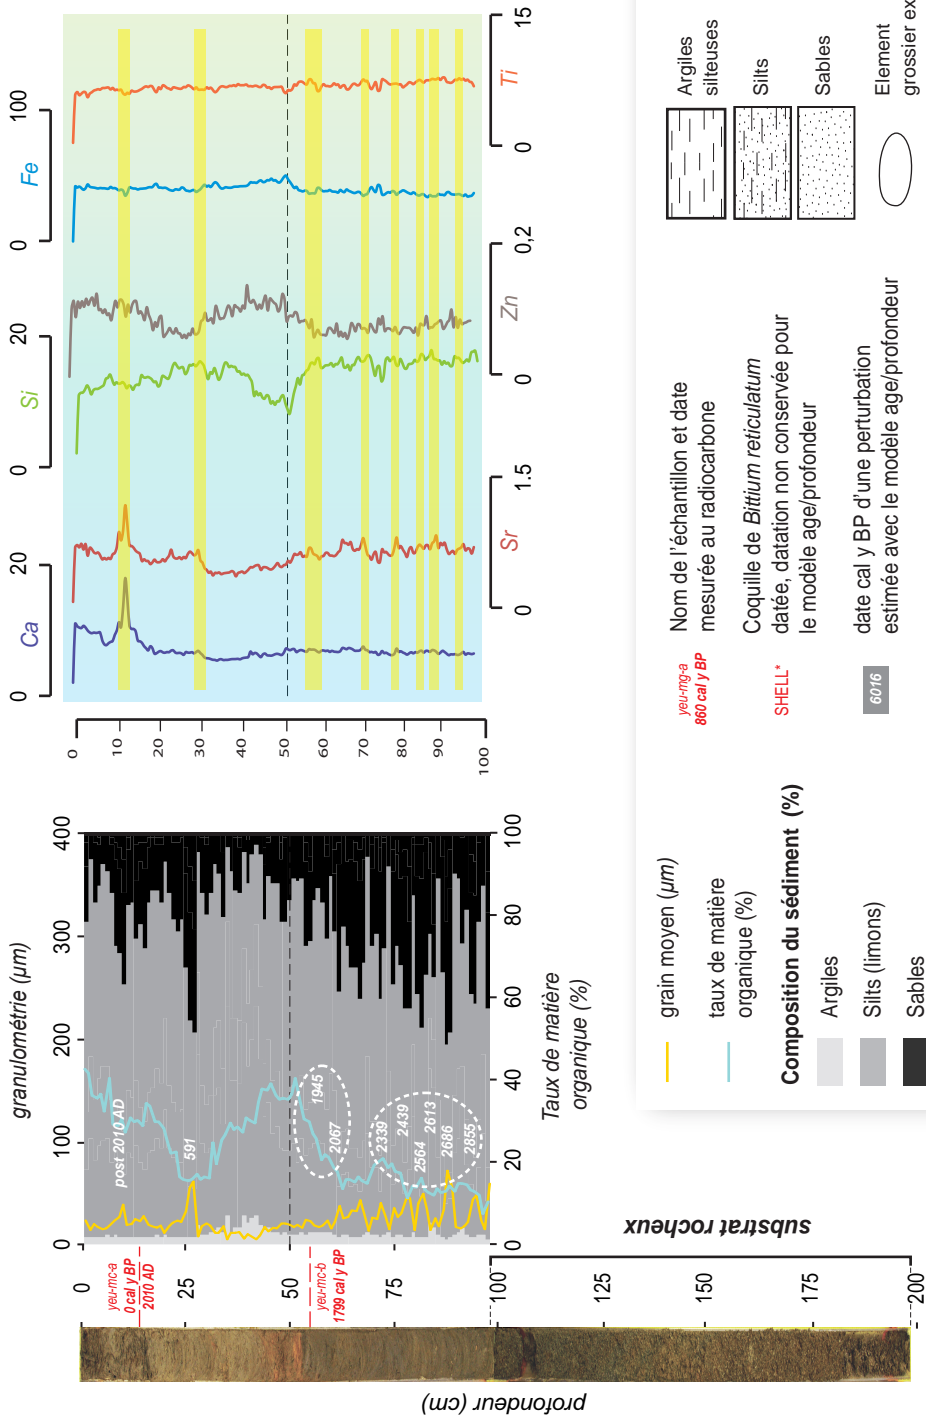 profondeur (cm)
0
25
50
75
100
125
150
175
200
yeu-mc-a
0 cal y BP
2010 AD
yeu-mc-b
1799 cal y BP
substrat rocheux
granulométrie (µm)
0
100
200
300
400
post 2010 AD
591
1945
2067
2339
2439
2564
2613
2686
2855
0
20
40
60
80
100
Taux de matière
organique (%)
0
10
20
30
40
50
60
70
80
90
100
Ca
0
20
Sr
0
1.5
Si
0
20
Zn
0
0,2
Fe
0
100
Ti
0
15
grain moyen (µm)
taux de matière
organique (%)
Composition du sédiment (%)
Argiles
Silts (limons)
Sables
yeu-mg-a
860 cal y BP
Nom de l'échantillon et date
mesurée au radiocarbone
SHELL*
Coquille de Bittium reticulatum
datée, datation non conservée pour
le modèle age/profondeur
6016
date cal y BP d'une perturbation
estimée avec le modèle age/profondeur
Argiles
silteuses
Silts
Sables
Element
grossier ex